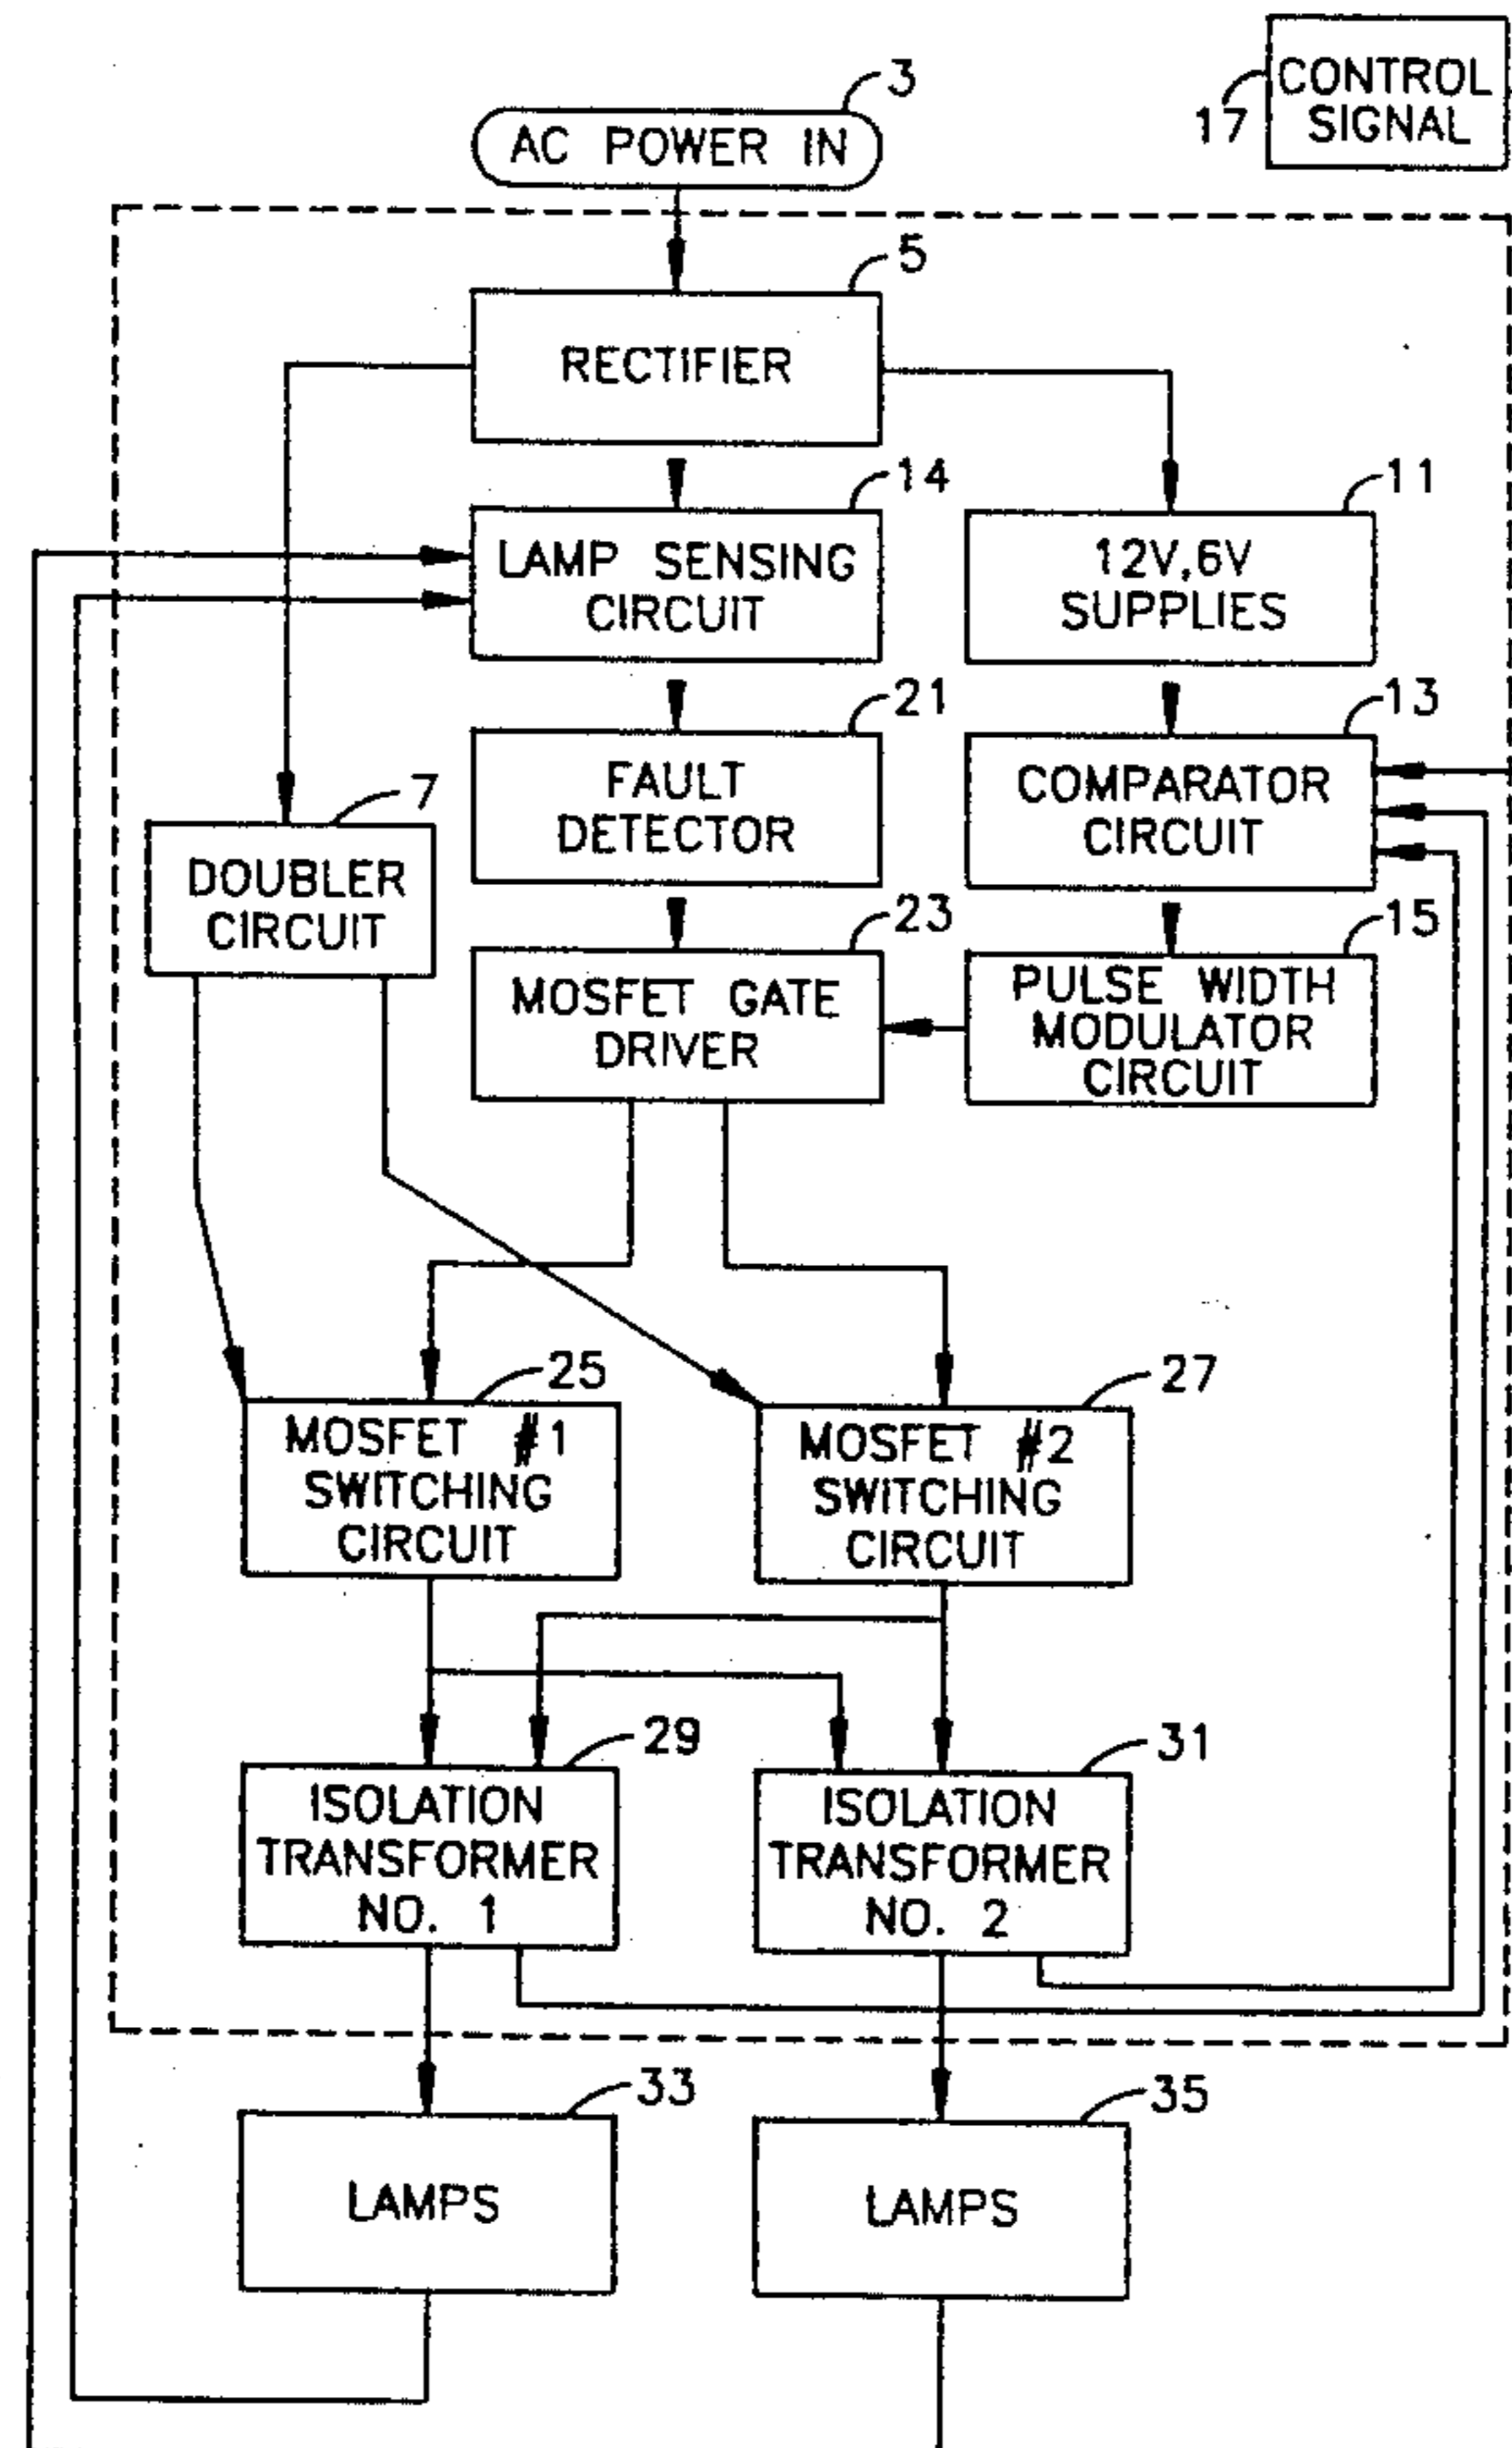 3
AC POWER IN
17
CONTROL
SIGNAL
5
RECTIFIER
14
LAMP SENSING
CIRCUIT
11
12V,6V
SUPPLIES
21
FAULT
DETECTOR
13
COMPARATOR
CIRCUIT
7
DOUBLER
CIRCUIT
23
MOSFET GATE
DRIVER
15
PULSE WIDTH
MODULATOR
CIRCUIT
25
MOSFET #1
SWITCHING
CIRCUIT
27
MOSFET #2
SWITCHING
CIRCUIT
29
ISOLATION
TRANSFORMER
NO. 1
31
ISOLATION
TRANSFORMER
NO. 2
33
LAMPS
35
LAMPS